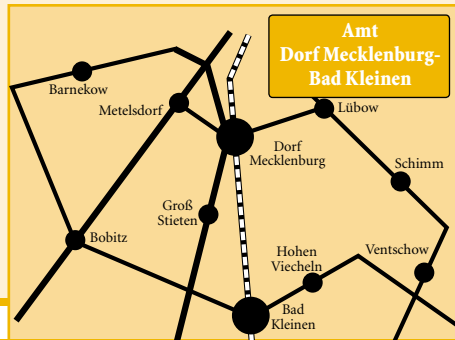 Amt
Dorf Mecklenburg-
Bad Kleinen
Barnekow
Metelsdorf
Lübow
Dorf
Mecklenburg
Schimm
Groß
Stieten
Bobitz
Hohen
Viecheln
Ventschow
Bad
Kleinen